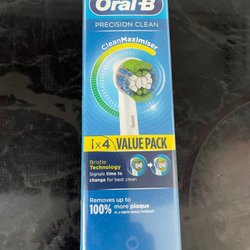 Oral-B
PRECISION CLEAN
CleanMaximiser
x4 VALUE PACK
Bristle
Technology
Signals time to
change for best clean
Removes up to
100% more plaque